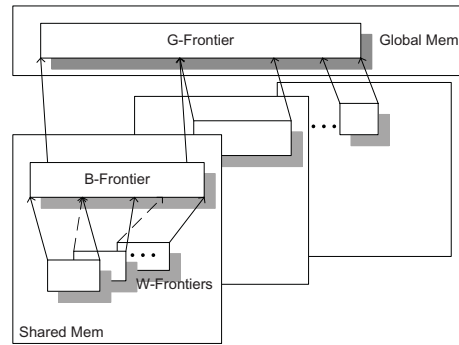 G-Frontier
Global Mem
• • •
B-Frontier
• • •
W-Frontiers
Shared Mem